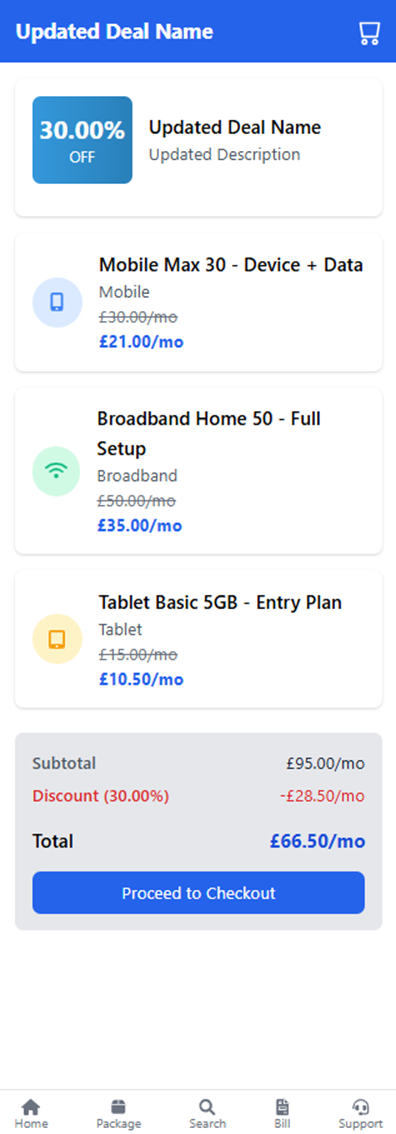 Updated Deal Name
30.00%
OFF
Updated Deal Name
Updated Description
Mobile Max 30 - Device + Data
Mobile
£30.00/mo
£21.00/mo
Broadband Home 50 - Full
Setup
Broadband
£50.00/mo
£35.00/mo
Tablet Basic 5GB - Entry Plan
Tablet
£15.00/mo
£10.50/mo
Subtotal £95.00/mo
Discount (30.00%) -£28.50/mo
Total £66.50/mo
Proceed to Checkout
Home Package Search Bill Support